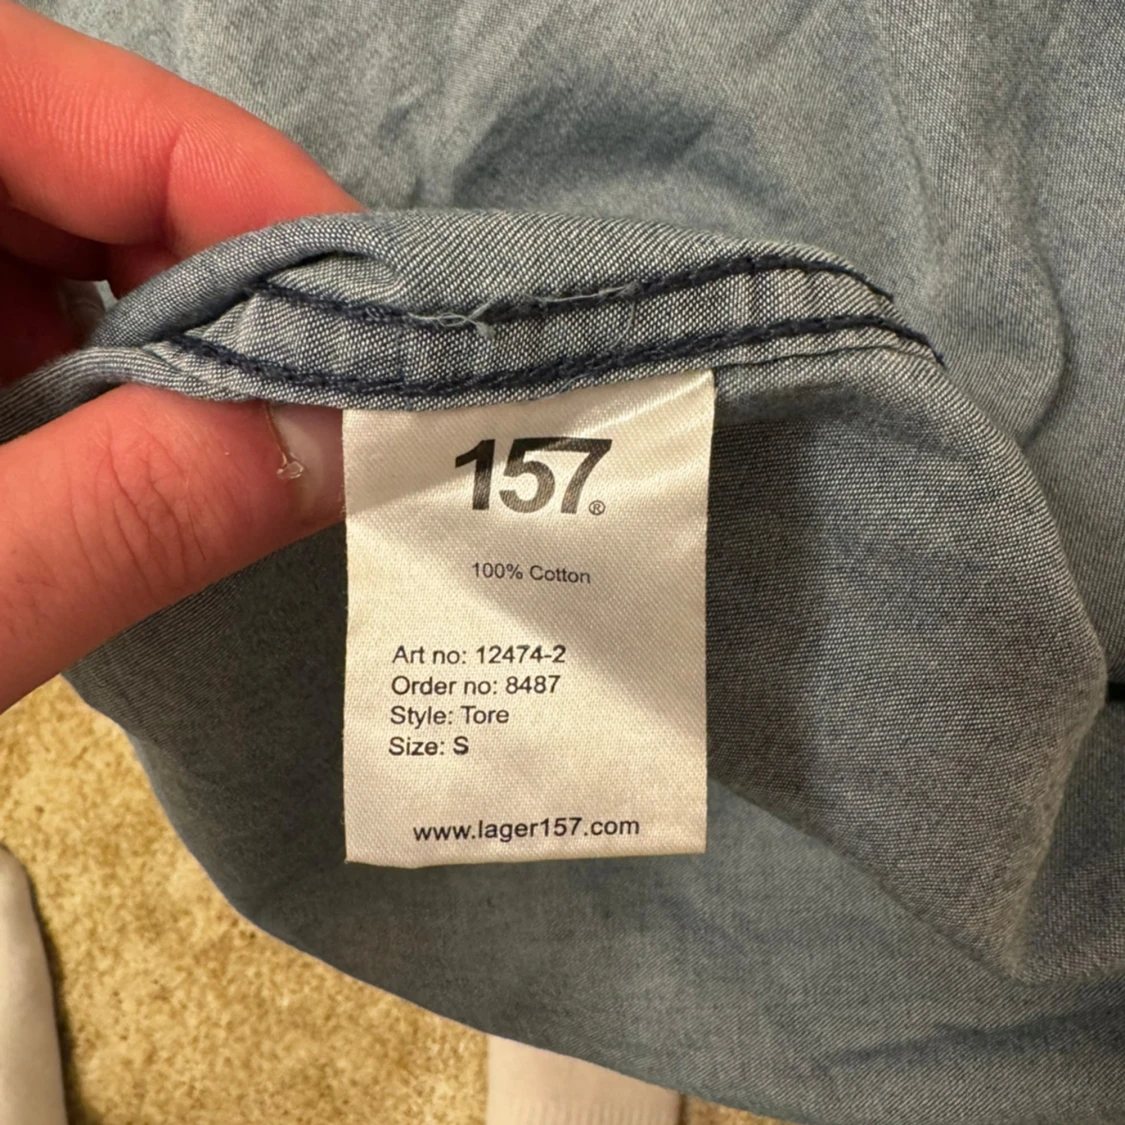 157®
100% Cotton
Art no: 12474-2
Order no: 8487
Style: Tore
Size: S
www.lager157.com